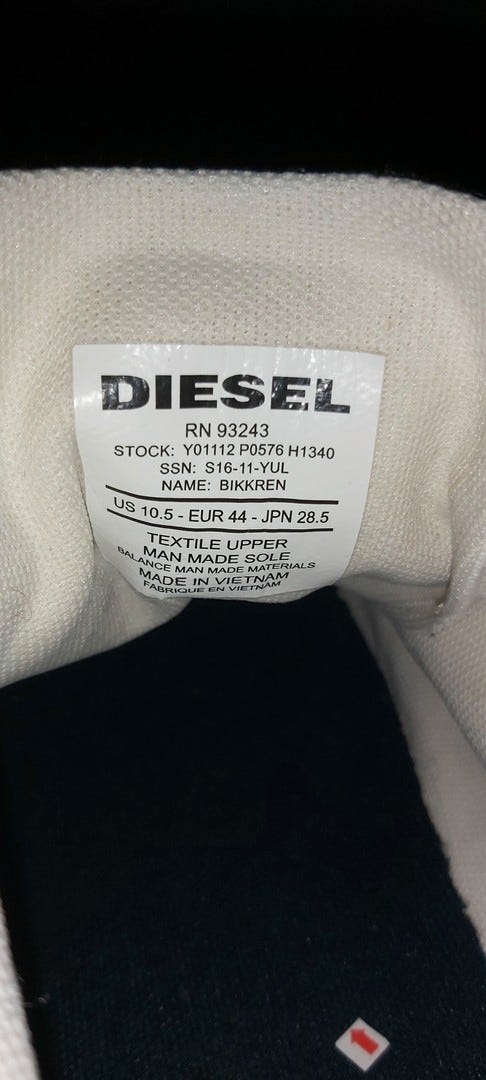 DIESEL
RN 93243
STOCK: Y01112 P0576 H1340
SSN: S16-11-YUL
NAME: BIKKREN
US 10.5 - EUR 44 - JPN 28.5
TEXTILE UPPER
MAN MADE SOLE
BALANCE MAN MADE MATERIALS
MADE IN VIETNAM
FABRIQUE EN VIETNAM